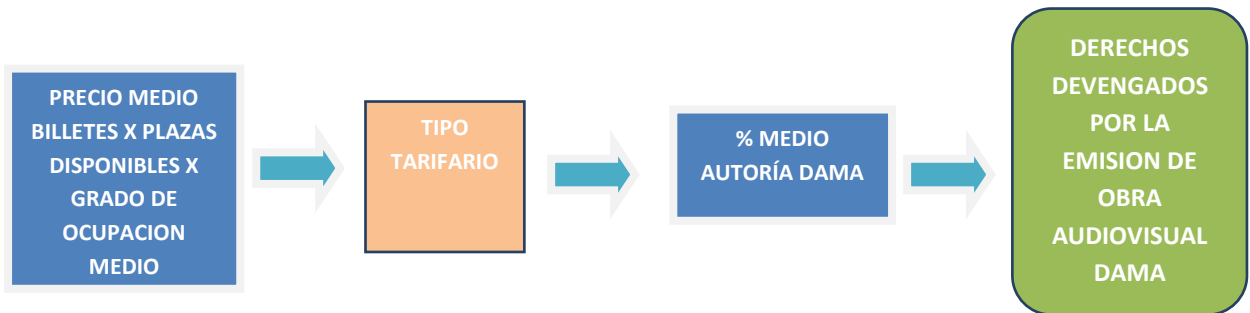 PRECIO MEDIO
BILLETES X PLAZAS
DISPONIBLES X
GRADO DE
OCUPACION
MEDIO
TIPO
TARIFARIO
% MEDIO
AUTORÍA DAMA
DERECHOS
DEVENGADOS
POR LA
EMISION DE
OBRA
AUDIOVISUAL
DAMA